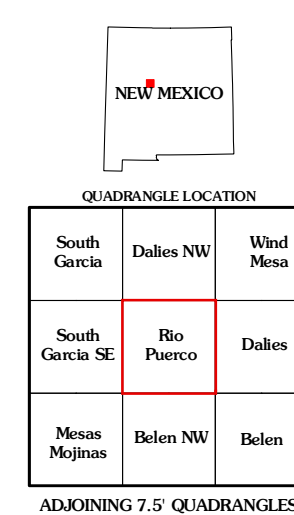 NEW MEXICO
QUADRANGLE LOCATION
South
Garcia
Dalies NW
Wind
Mesa
South
Garcia SE
Rio
Puerco
Dalies
Mesas
Mojinas
Belen NW
Belen
ADJOINING 7.5' QUADRANGLES